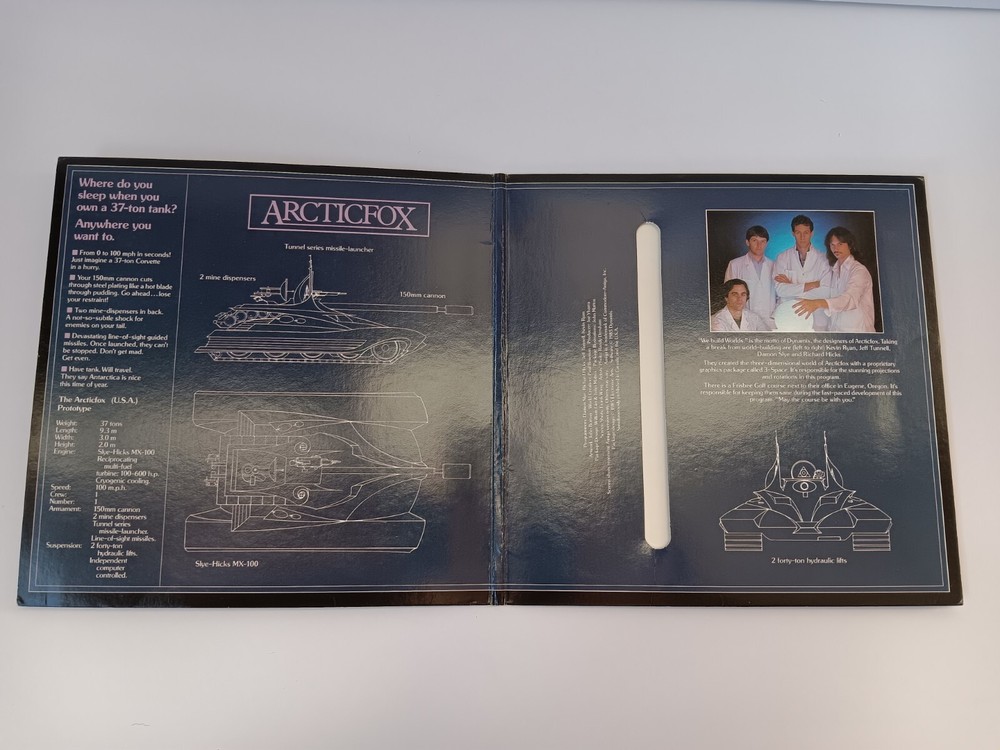 Where do you
sleep when you
own a 37-ton tank?
Anywhere you
want to.
From 0 to 100 mph in seconds!
Just imagine a 37-ton Corvette
in a hurry.
Your 150mm cannon cuts
through steel plating like a hot blade
through pudding. Go ahead...lose
your restraint!
Two mine-dispensers in back.
A not-so-subtle shock for
enemies on your tail.
Devastating line-of-sight guided
missiles. Once launched, they can't
be stopped. Don't get mad.
Get even.
Have tank. Will travel.
They say Antarctica is nice
this time of year.
The Arcticfox (U.S.A.)
Prototype
Weight: 37 tons
Length: 9.3 m
Width: 3.0 m
Height: 2.0 m
Engine: Slye-Hicks MX-100
Reciprocating
multi-fuel
turbine: 100-600 h.p.
Cryogenic cooling.
Speed: 100 m.p.h.
Crew: 1
Number: 1
Armament: 150mm cannon
2 mine dispensers
Tunnel series
missile-launcher.
Line-of-sight missiles.
Suspension: 2 forty-ton
hydraulic lifts.
Independent
computer
controlled.
ARCTICFOX
Tunnel series missile-launcher
2 mine dispensers
150mm cannon
Slye-Hicks MX-100
"We build Worlds," is the motto of Dynamix, the designers of Arcticfox. Taking
a break from world-building are (left to right) Kevin Ryan, Jeff Tunnell,
Damon Slye and Richard Hicks.
They created the three-dimensional world of Arcticfox with a proprietary
graphics package called 3-Space. It's responsible for the stunning projections
and rotations in this program.
There is a Frisbee Golf course next to their office in Eugene, Oregon. It's
responsible for keeping them sane during the fast-paced development of this
program. "May the course be with you."
2 forty-ton hydraulic lifts